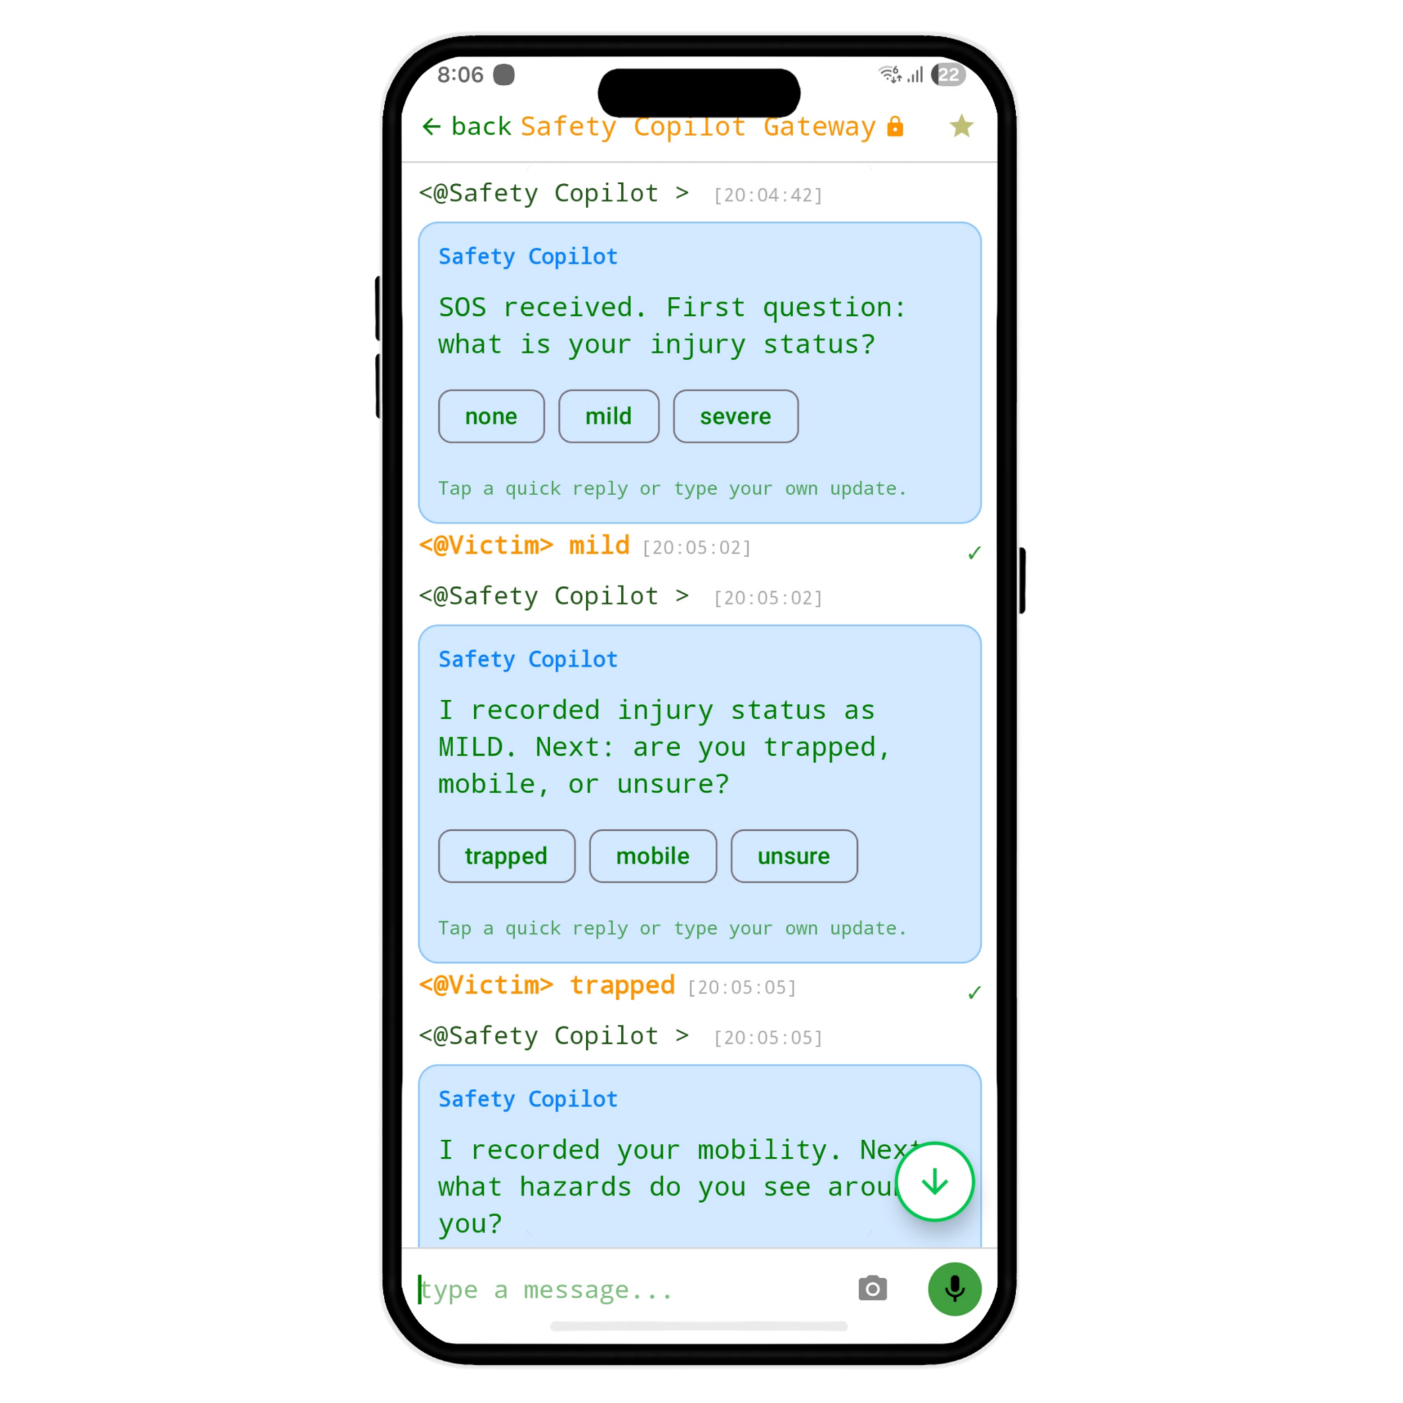 8:06 22
← back Safety Copilot Gateway
<@Safety Copilot > [20:04:42]
Safety Copilot
SOS received. First question:
what is your injury status?
none mild severe
Tap a quick reply or type your own update.
<@Victim> mild [20:05:02] ✓
<@Safety Copilot > [20:05:02]
Safety Copilot
I recorded injury status as
MILD. Next: are you trapped,
mobile, or unsure?
trapped mobile unsure
Tap a quick reply or type your own update.
<@Victim> trapped [20:05:05] ✓
<@Safety Copilot > [20:05:05]
Safety Copilot
I recorded your mobility. Next
what hazards do you see
you?
type a message...